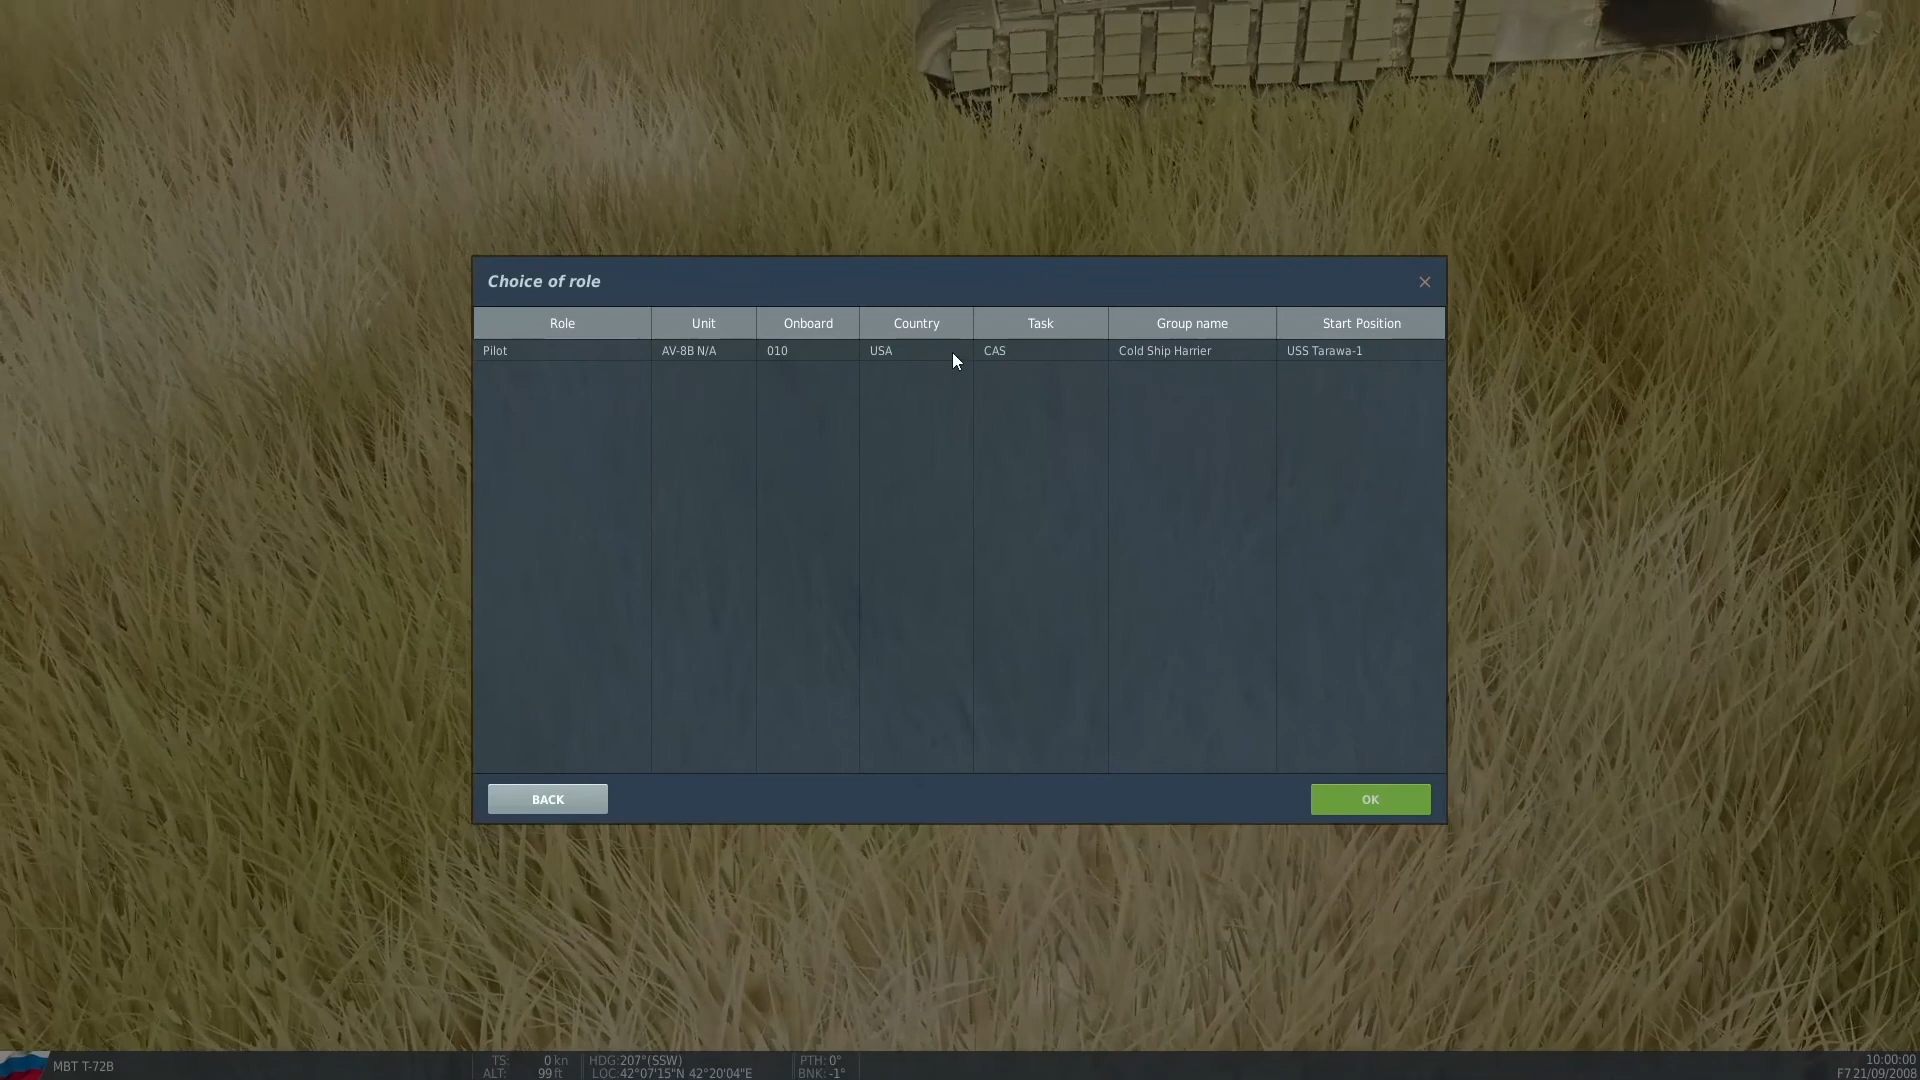 Choice of role
Role Unit Onboard Country Task Group name Start Position
Pilot AV-8B N/A 010 USA CAS Cold Ship Harrier USS Tarawa-1
BACK OK
MBT T-72B
TS: 0 kn HDG:207°(SSW) PTH: 0° 10:00:00
ALT: 99 ft LOC:42°07'15"N 42°20'04"E BNK: -1° F7 21/09/2008